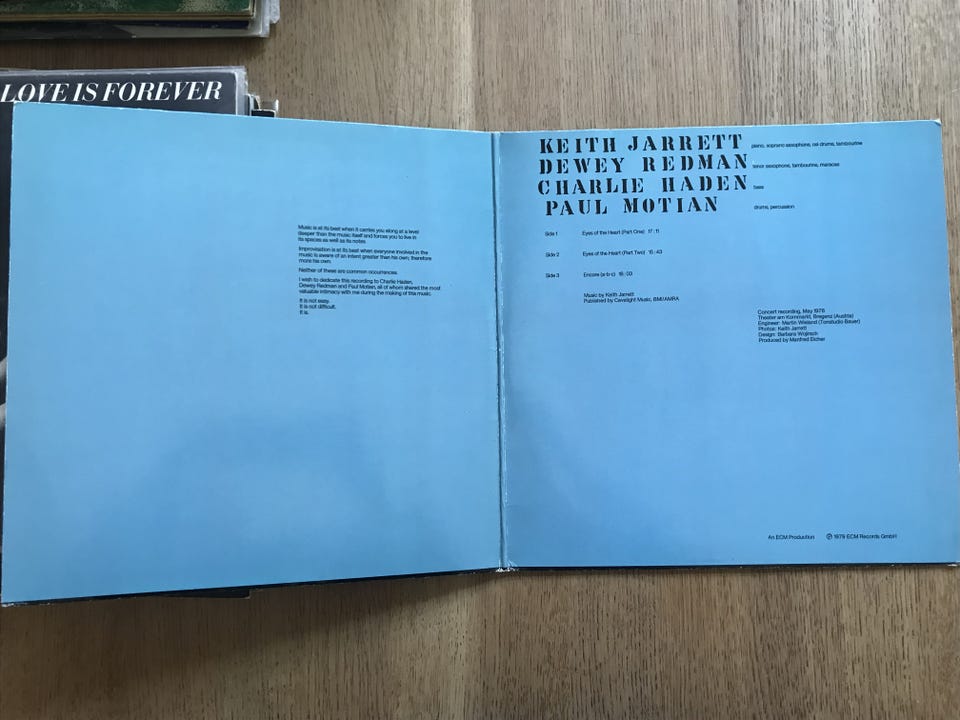 LOVE IS FOREVER
Music is at its best when it carries you along at a level
deeper than the music itself and forces you to live in
its spaces as well as its notes.
Improvisation is at its best when everyone involved in the
music is aware of an intent greater than his own; therefore
more his own.
Neither of these are common occurrences.
I wish to dedicate this recording to Charlie Haden,
Dewey Redman and Paul Motian, all of whom shared the most
valuable intimacy with me during the making of this music.
It is not easy.
It is not difficult.
It is.
KEITH JARRETT piano, soprano saxophone, osi drums, tambourine
DEWEY REDMAN tenor saxophone, tambourine, maracas
CHARLIE HADEN bass
PAUL MOTIAN drums, percussion
Side 1 Eyes of the Heart (Part One) 17:11
Side 2 Eyes of the Heart (Part Two) 15:43
Side 3 Encore (a-b-c) 18:00
Music by Keith Jarrett
Published by Cavelight Music, BMI/AMRA
Concert recording, May 1976
Theater am Kornmarkt, Bregenz (Austria)
Engineer: Martin Wieland (Tonstudio Bauer)
Photos: Keith Jarrett
Design: Barbara Wojirsch
Produced by Manfred Eicher
An ECM Production ℗ 1979 ECM Records GmbH